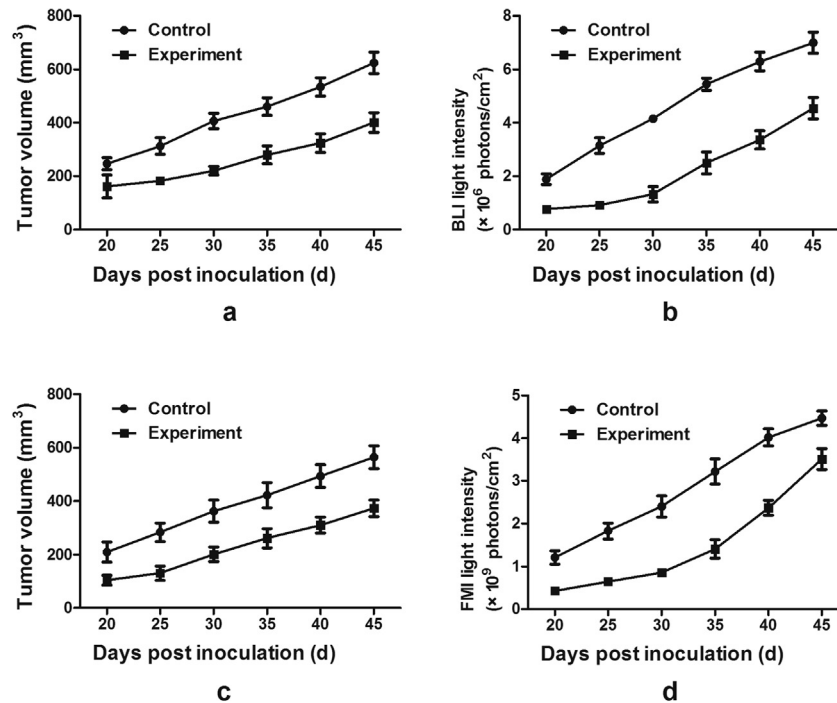 800
600
400
200
0
Tumor volume (mm³)
Control
Experiment
20 25 30 35 40 45
Days post inoculation (d)
a
8
6
4
2
0
BLI light intensity
(× 10⁶ photons/cm²)
Control
Experiment
20 25 30 35 40 45
Days post inoculation (d)
b
800
600
400
200
0
Tumor volume (mm³)
Control
Experiment
20 25 30 35 40 45
Days post inoculation (d)
c
5
4
3
2
1
0
FMI light intensity
(× 10⁹ photons/cm²)
Control
Experiment
20 25 30 35 40 45
Days post inoculation (d)
d